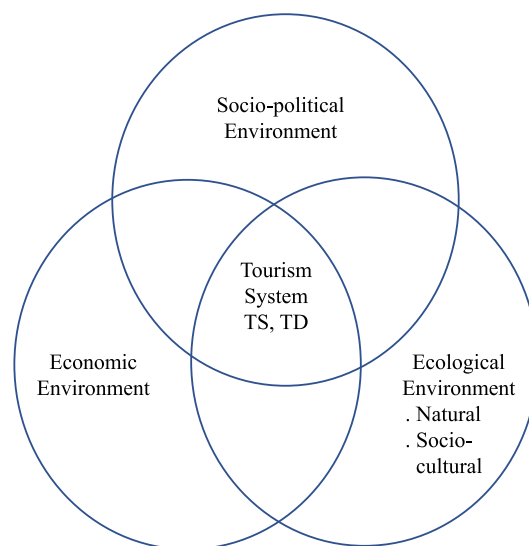 Socio-political
Environment
Tourism
System
TS, TD
Economic
Environment
Ecological
Environment
. Natural
. Socio-
cultural